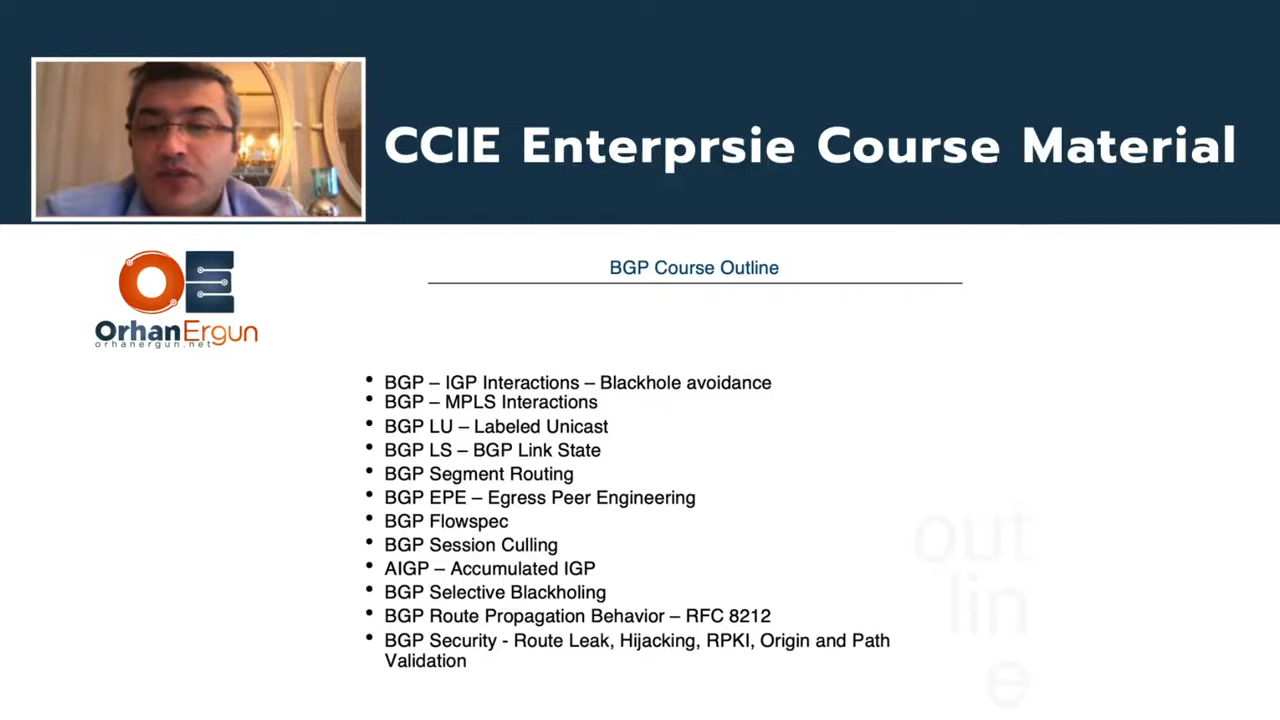 CCIE Enterprsie Course Material
OE
OrhanErgun
orhanergun.net
BGP Course Outline
• BGP – IGP Interactions – Blackhole avoidance
• BGP – MPLS Interactions
• BGP LU – Labeled Unicast
• BGP LS – BGP Link State
• BGP Segment Routing
• BGP EPE – Egress Peer Engineering
• BGP Flowspec
• BGP Session Culling
• AIGP – Accumulated IGP
• BGP Selective Blackholing
• BGP Route Propagation Behavior – RFC 8212
• BGP Security - Route Leak, Hijacking, RPKI, Origin and Path
Validation
out
lin
e